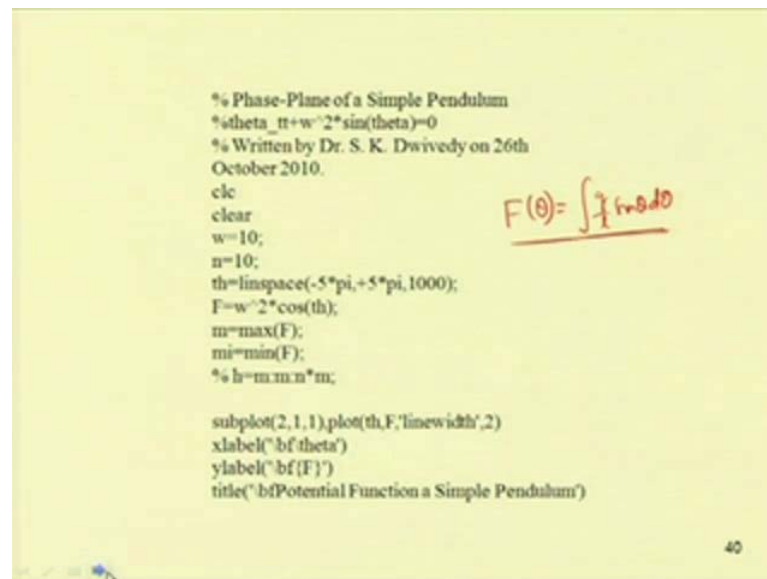 % Phase-Plane of a Simple Pendulum
%theta_tt+w^2*sin(theta)=0
% Written by Dr. S. K. Dwivedy on 26th
October 2010.
clc
clear
w=10;
n=10;
th=linspace(-5*pi,+5*pi,1000);
F=w^2*cos(th);
m=max(F);
mi=min(F);
% h=m:m:n*m;
F(θ)= ∫ g/l sinθdθ
subplot(2,1,1),plot(th,F,'linewidth',2)
xlabel('\bf\theta')
ylabel('\bf{F}')
title('\bfPotential Function a Simple Pendulum')
40